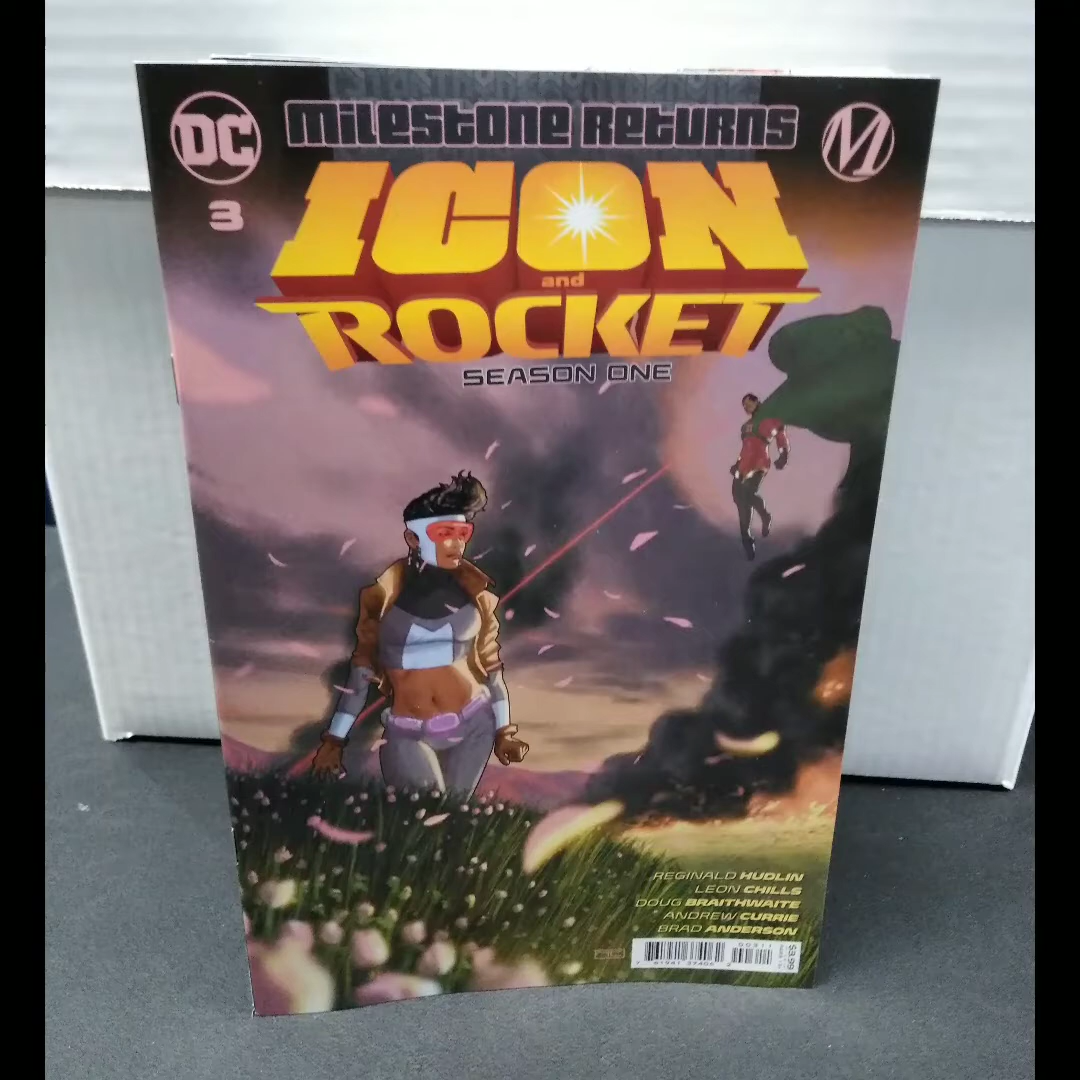 DC
MILESTONE RETURNS
M
3
ICON
and
ROCKET
SEASON ONE
REGINALD HUDLIN
LEON CHILLS
DOUG BRAITHWAITE
ANDREW CURRIE
BRAD ANDERSON
00311
$3.99